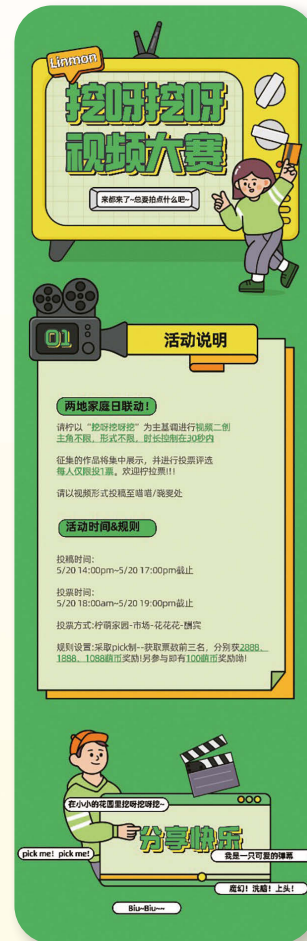 Linmon
挖呀挖呀
视频大赛
来都来了~总要拍点什么吧~
01
活动说明
两地家庭日联动!
请柠以“挖呀挖呀挖”为主基调进行视频二创
主角不限,形式不限,时长控制在30秒内
征集的作品将集中展示,并进行投票评选
每人仅限投1票。欢迎柠拉票!!!
请以视频形式投稿至喵喵/璐斐处
活动时间&规则
投稿时间:
5/20 14:00pm~5/20 17:00pm截止
投票时间:
5/20 18:00am~5/20 19:00pm截止
投票方式:柠萌家园-市场-花花花-酬宾
规则设置:采取pick制--获取票数前三名,分别获2888、
1888、1088萌币奖励!另参与即有100萌币奖励呦!
在小小的花园里挖呀挖呀挖~
分享快乐
pick me! pick me!
我是一只可爱的弹幕
魔幻!洗脑!上头!
Biu~Biu~~